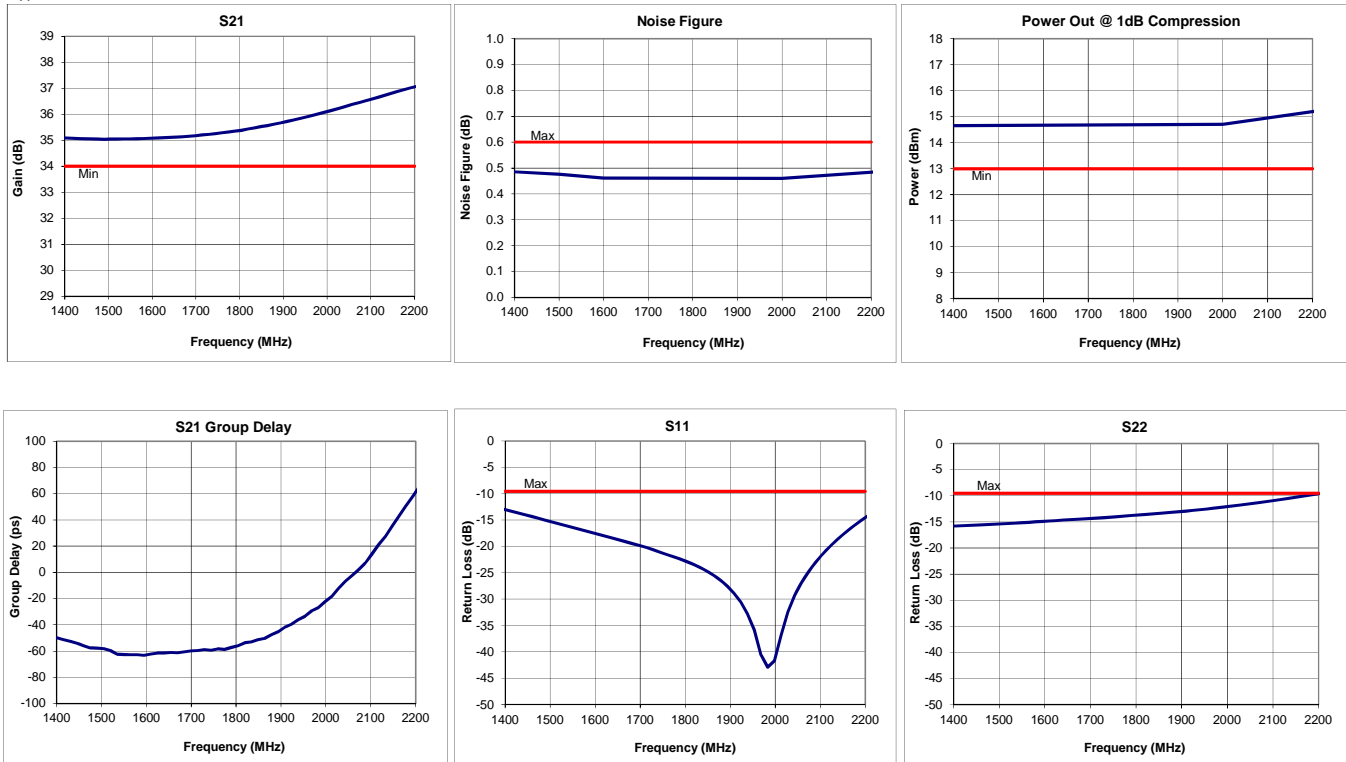 S21
39
38
37
36
35
34
33
32
31
30
29
Gain (dB)
Min
1400 1500 1600 1700 1800 1900 2000 2100 2200
Frequency (MHz)
Noise Figure
1.0
0.9
0.8
0.7
0.6
0.5
0.4
0.3
0.2
0.1
0.0
Noise Figure (dB)
Max
1400 1500 1600 1700 1800 1900 2000 2100 2200
Frequency (MHz)
Power Out @ 1dB Compression
18
17
16
15
14
13
12
11
10
9
8
Power (dBm)
Min
1400 1500 1600 1700 1800 1900 2000 2100 2200
Frequency (MHz)
S21 Group Delay
100
80
60
40
20
0
-20
-40
-60
-80
-100
Group Delay (ps)
1400 1500 1600 1700 1800 1900 2000 2100 2200
Frequency (MHz)
S11
0
-5
-10
-15
-20
-25
-30
-35
-40
-45
-50
Return Loss (dB)
Max
1400 1500 1600 1700 1800 1900 2000 2100 2200
Frequency (MHz)
S22
0
-5
-10
-15
-20
-25
-30
-35
-40
-45
-50
Return Loss (dB)
Max
1400 1500 1600 1700 1800 1900 2000 2100 2200
Frequency (MHz)